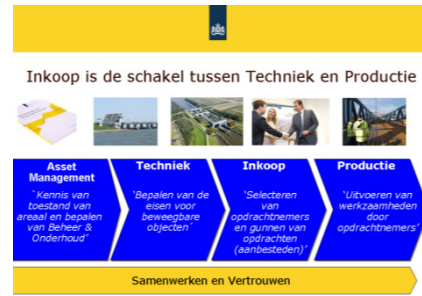 Inkoop is de schakel tussen Techniek en Productie
Asset
Management
‘Kennis van
toestand van
areaal en bepalen
van Beheer &
Onderhoud’
Techniek
‘Bepalen van de
eisen voor
beweegbare
objecten’
Inkoop
‘Selecteren
van
opdrachtnemers
en gunnen van
opdrachten
(aanbesteden)’
Productie
‘Uitvoeren van
werkzaamheden
door
opdrachtnemers’
Samenwerken en Vertrouwen